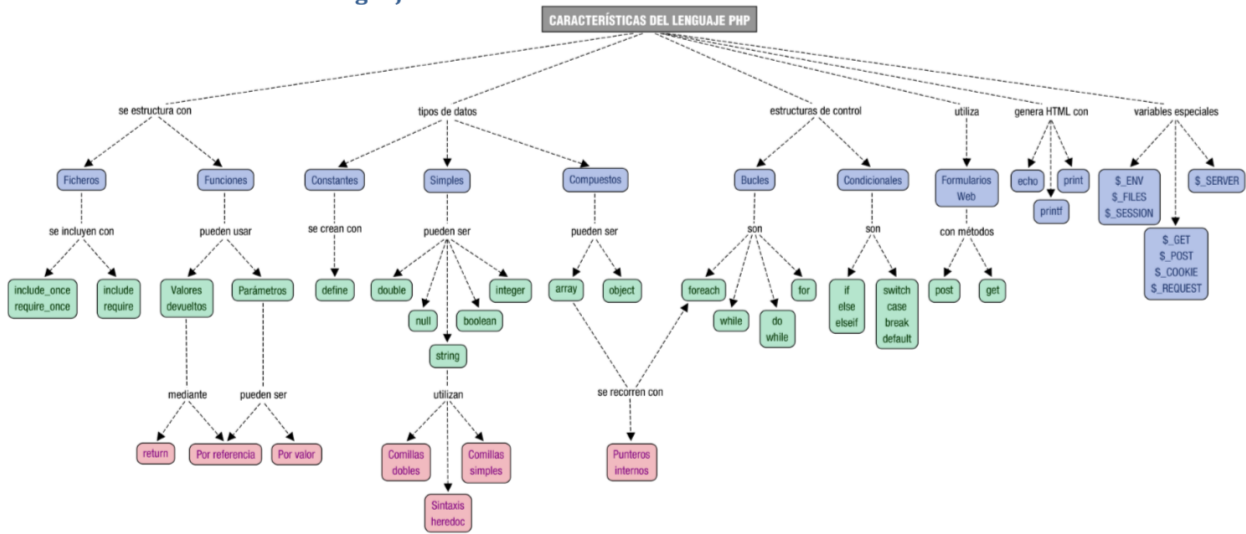 CARACTERÍSTICAS DEL LENGUAJE PHP
se estructura con
tipos de datos
estructuras de control
utiliza
genera HTML con
variables especiales
Ficheros
Funciones
Constantes
Simples
Compuestos
Bucles
Condicionales
Formularios
Web
echo
print
printf
$_ENV
$_FILES
$_SESSION
$_SERVER
$_GET
$_POST
$_COOKIE
$_REQUEST
se incluyen con
pueden usar
se crean con
pueden ser
pueden ser
son
son
con métodos
include_once
require_once
include
require
Valores
devueltos
Parámetros
define
double
null
string
boolean
integer
array
object
foreach
while
do
while
for
if
else
elseif
switch
case
break
default
post
get
mediante
pueden ser
utilizan
se recorren con
return
Por referencia
Por valor
Comillas
dobles
Sintaxis
heredoc
Comillas
simples
Punteros
internos